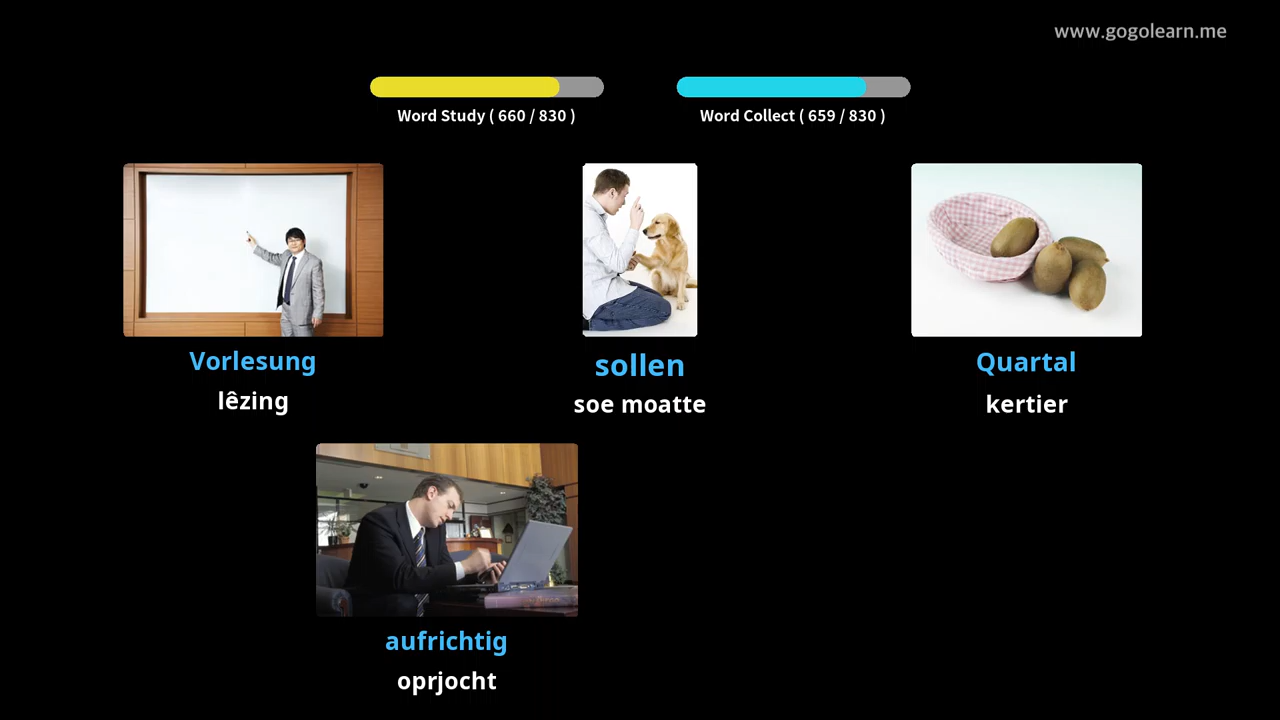 www.gogolearn.me
Word Study ( 660 / 830 )
Word Collect ( 659 / 830 )
Vorlesung
lêzing
sollen
soe moatte
Quartal
kertier
aufrichtig
oprjocht